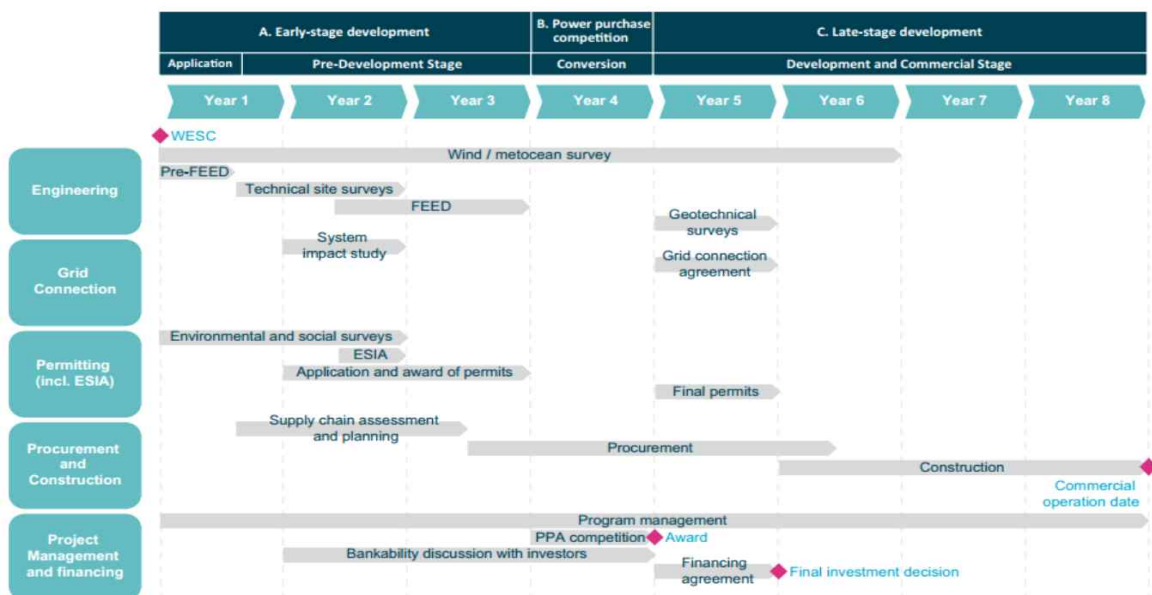 A. Early-stage development
B. Power purchase
competition
C. Late-stage development
Application
Pre-Development Stage
Conversion
Development and Commercial Stage
Year 1
Year 2
Year 3
Year 4
Year 5
Year 6
Year 7
Year 8
WESC
Engineering
Wind / metocean survey
Pre-FEED
Technical site surveys
FEED
Geotechnical
surveys
Grid
Connection
System
impact study
Grid connection
agreement
Permitting
(incl. ESIA)
Environmental and social surveys
ESIA
Application and award of permits
Final permits
Procurement
and
Construction
Supply chain assessment
and planning
Procurement
Construction
Commercial
operation date
Project
Management
and financing
Program management
PPA competition
Award
Bankability discussion with investors
Financing
agreement
Final investment decision